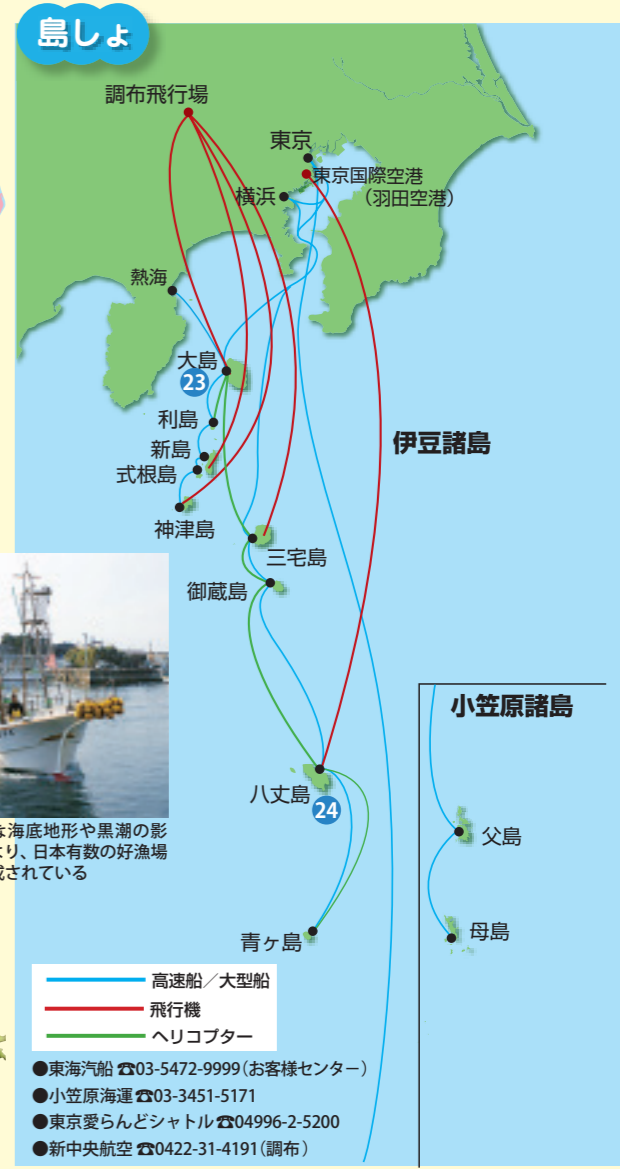 島しょ
調布飛行場
東京
東京国際空港
(羽田空港)
横浜
熱海
大島
23
利島
新島
式根島
神津島
伊豆諸島
三宅島
御蔵島
小笠原諸島
八丈島
24
父島
母島
青ヶ島
な海底地形や黒潮の影
より、日本有数の好漁場
成されている
高速船/大型船
飛行機
ヘリコプター
●東海汽船 ☎03-5472-9999(お客様センター)
●小笠原海運 ☎03-3451-5171
●東京愛らんどシャトル ☎04996-2-5200
●新中央航空 ☎0422-31-4191(調布)